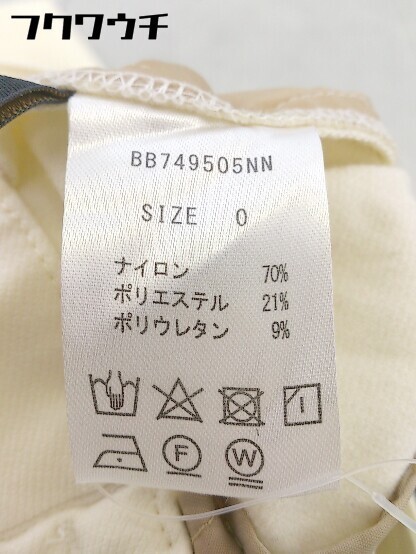 フクワウチ
BB749505NN
SIZE 0
ナイロン 70%
ポリエステル 21%
ポリウレタン 9%
F W